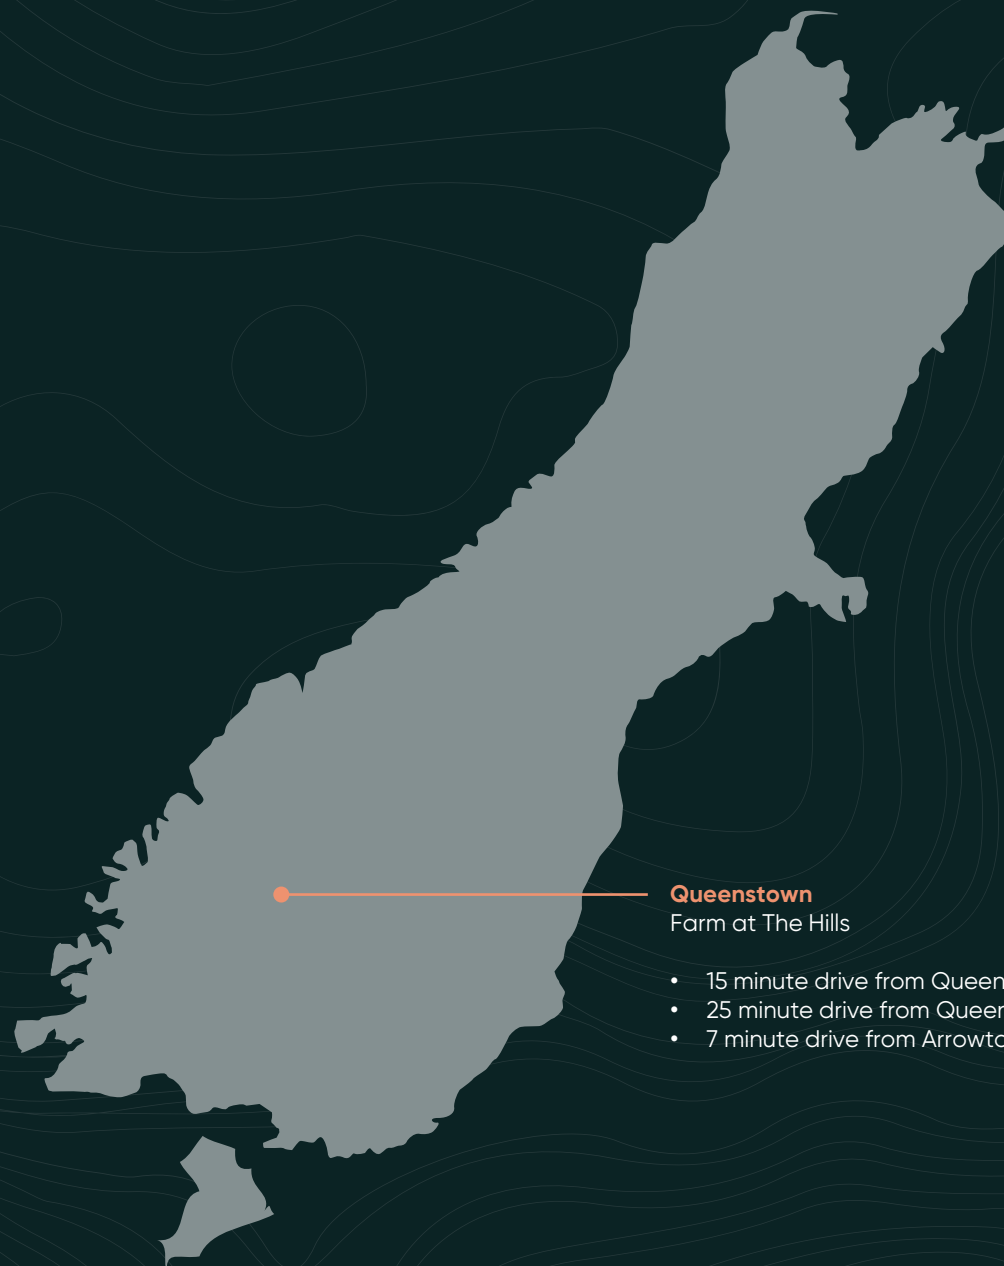 Queenstown
Farm at The Hills
• 15 minute drive from
• 25 minute drive from
• 7 minute drive from